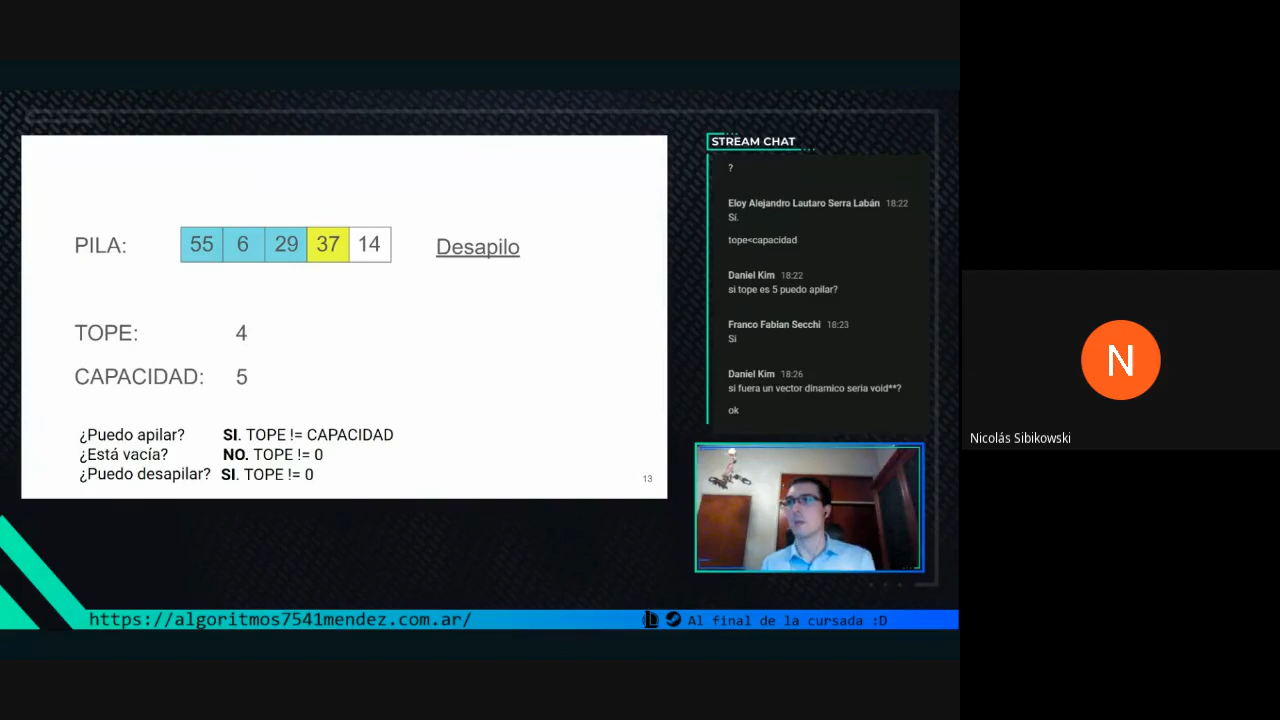 PILA: 55 6 29 37 14 Desapilo
TOPE: 4
CAPACIDAD: 5
¿Puedo apilar? SI. TOPE != CAPACIDAD
¿Está vacía? NO. TOPE != 0
¿Puedo desapilar? SI. TOPE != 0
13
STREAM CHAT
?
Eloy Alejandro Lautaro Serra Labán 18:22
Sí.
tope<capacidad
Daniel Kim 18:22
si tope es 5 puedo apilar?
Franco Fabian Secchi 18:23
Si
Daniel Kim 18:26
si fuera un vector dinamico seria void**?
ok
https://algoritmos7541mendez.com.ar/
Al final de la cursada :D
N
Nicolás Sibikowski